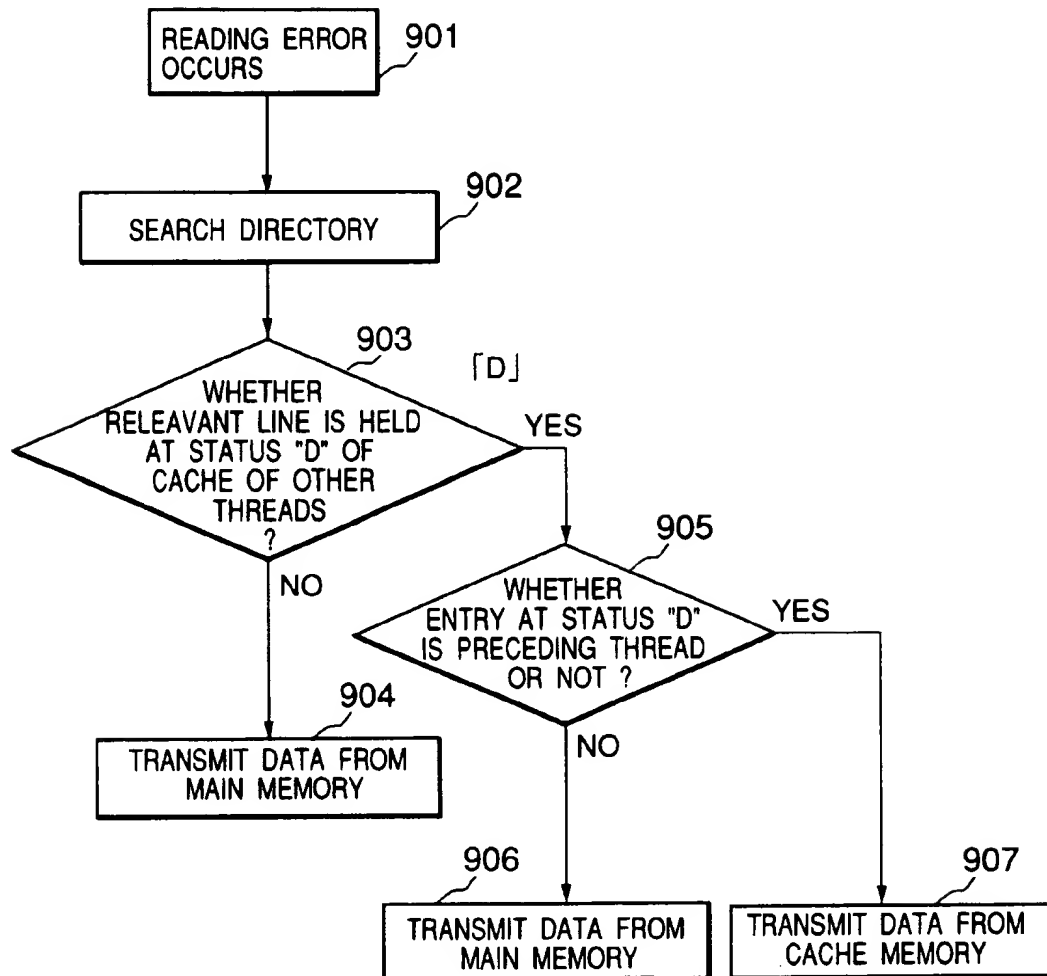 READING ERROR
OCCURS
901
902
SEARCH DIRECTORY
903
「D」
WHETHER
RELEAVANT LINE IS HELD
AT STATUS "D" OF
CACHE OF OTHER
THREADS
?
YES
NO
905
WHETHER
ENTRY AT STATUS "D"
IS PRECEDING THREAD
OR NOT ?
YES
NO
904
TRANSMIT DATA FROM
MAIN MEMORY
906
TRANSMIT DATA FROM
MAIN MEMORY
907
TRANSMIT DATA FROM
CACHE MEMORY